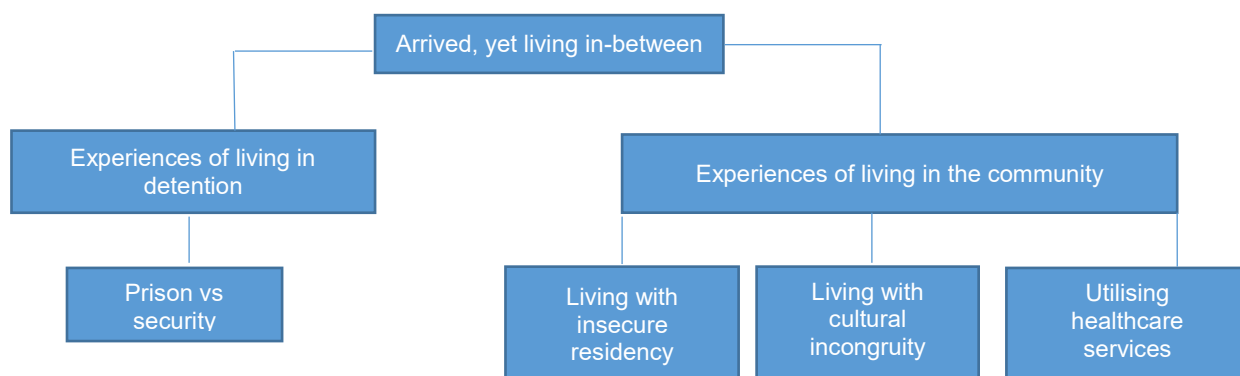 Arrived, yet living in-between
Experiences of living in
detention
Experiences of living in the community
Prison vs
security
Living with
insecure
residency
Living with
cultural
incongruity
Utilising
healthcare
services